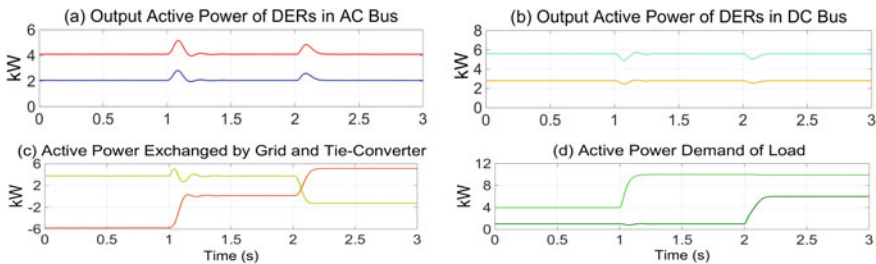 (a) Output Active Power of DERs in AC Bus
6
4
2
0
kW
0 0.5 1 1.5 2 2.5 3
(b) Output Active Power of DERs in DC Bus
8
6
4
2
0
kW
0 0.5 1 1.5 2 2.5 3
(c) Active Power Exchanged by Grid and Tie-Converter
6
2
-2
-6
kW
0 0.5 1 1.5 2 2.5 3
Time (s)
(d) Active Power Demand of Load
12
8
4
0
kW
0 0.5 1 1.5 2 2.5 3
Time (s)